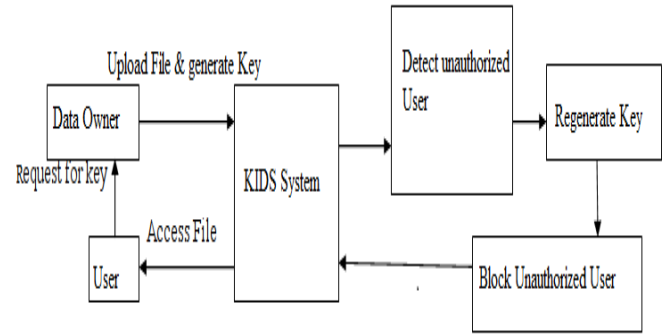 Upload File & generate Key
Detect unauthorized
User
Data Owner
Regenerate Key
Request for key
KIDS System
Access File
User
Block Unauthorized User